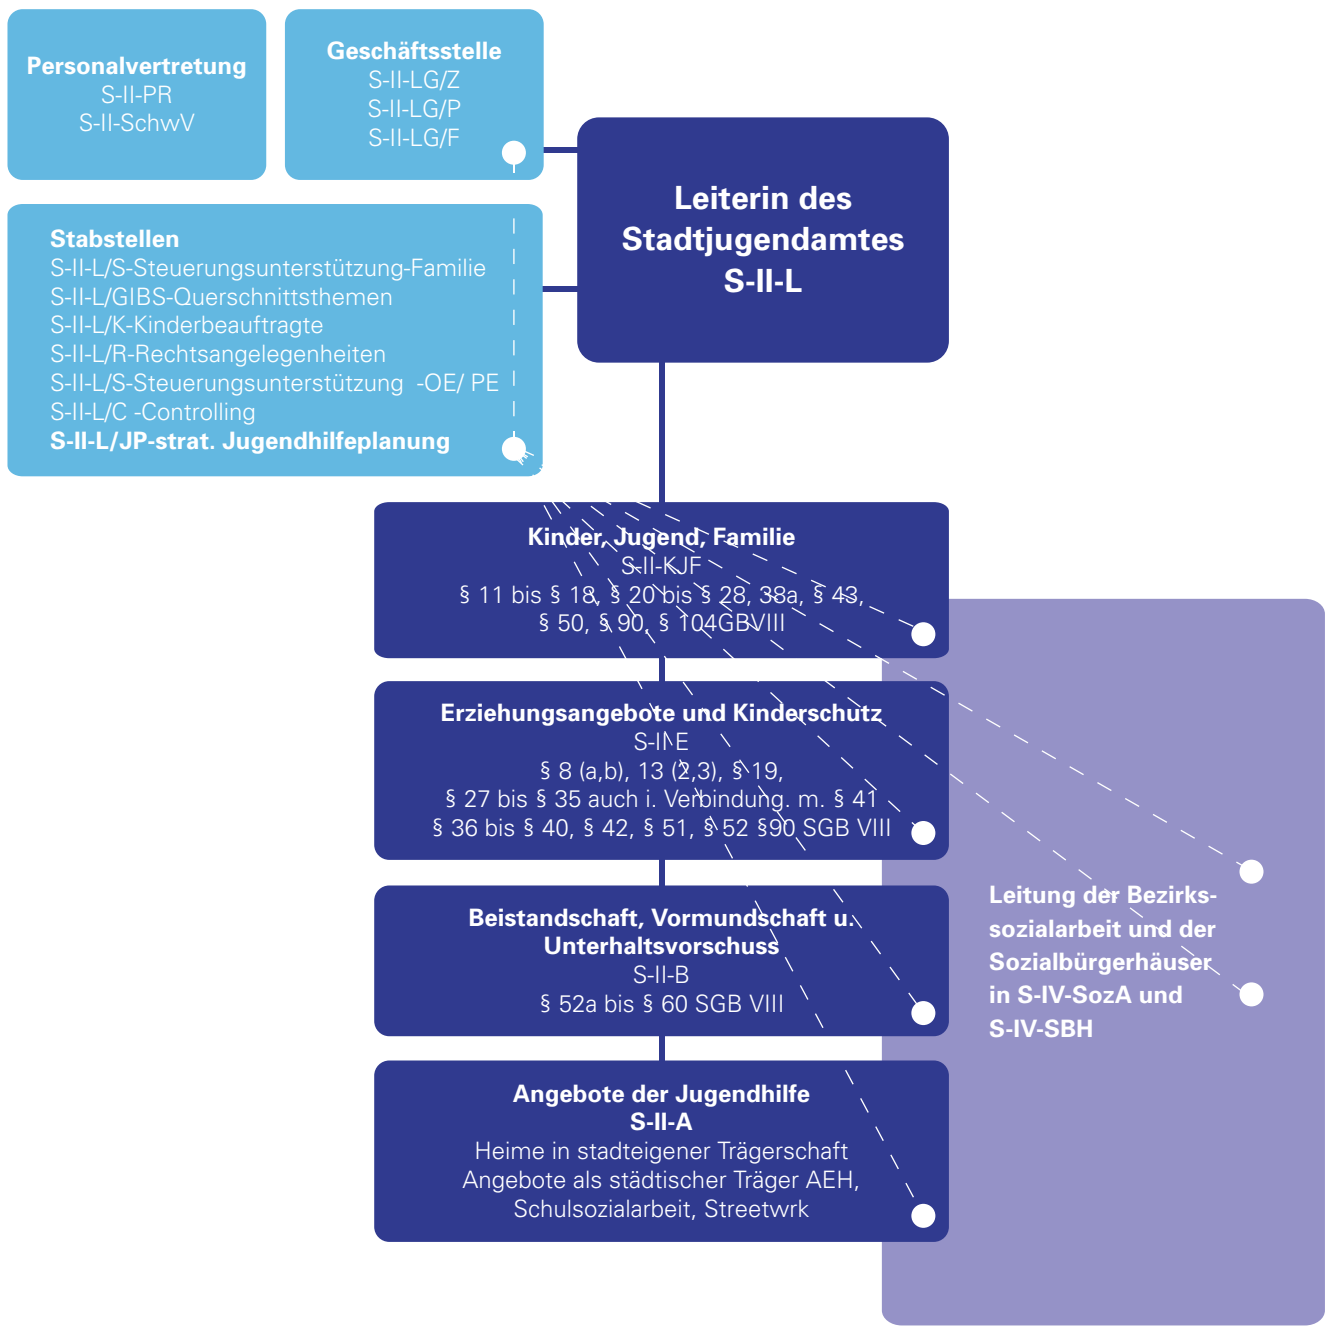 Personalvertretung
S-II-PR
S-II-SchwV
Geschäftsstelle
S-II-LG/Z
S-II-LG/P
S-II-LG/F
Leiterin des
Stadtjugendamtes
S-II-L
Stabstellen
S-II-L/S-Steuerungsunterstützung-Familie
S-II-L/GIBS-Querschnittsthemen
S-II-L/K-Kinderbeauftragte
S-II-L/R-Rechtsangelegenheiten
S-II-L/S-Steuerungsunterstützung -OE/ PE
S-II-L/C -Controlling
S-II-L/JP-strat. Jugendhilfeplanung
Kinder, Jugend, Familie
S-II-KJF
§ 11 bis § 18, § 20 bis § 28, 38a, § 43,
§ 50, § 90, § 104GBVIII
Erziehungsangebote und Kinderschutz
S-II-E
§ 8 (a,b), 13 (2,3), § 19,
§ 27 bis § 35 auch i. Verbindung. m. § 41
§ 36 bis § 40, § 42, § 51, § 52 §90 SGB VIII
Beistandschaft, Vormundschaft u.
Unterhaltsvorschuss
S-II-B
§ 52a bis § 60 SGB VIII
Angebote der Jugendhilfe
S-II-A
Heime in stadteigener Trägerschaft
Angebote als städtischer Träger AEH,
Schulsozialarbeit, Streetwrk
Leitung der Bezirks-
sozialarbeit und der
Sozialbürgerhäuser
in S-IV-SozA und
S-IV-SBH